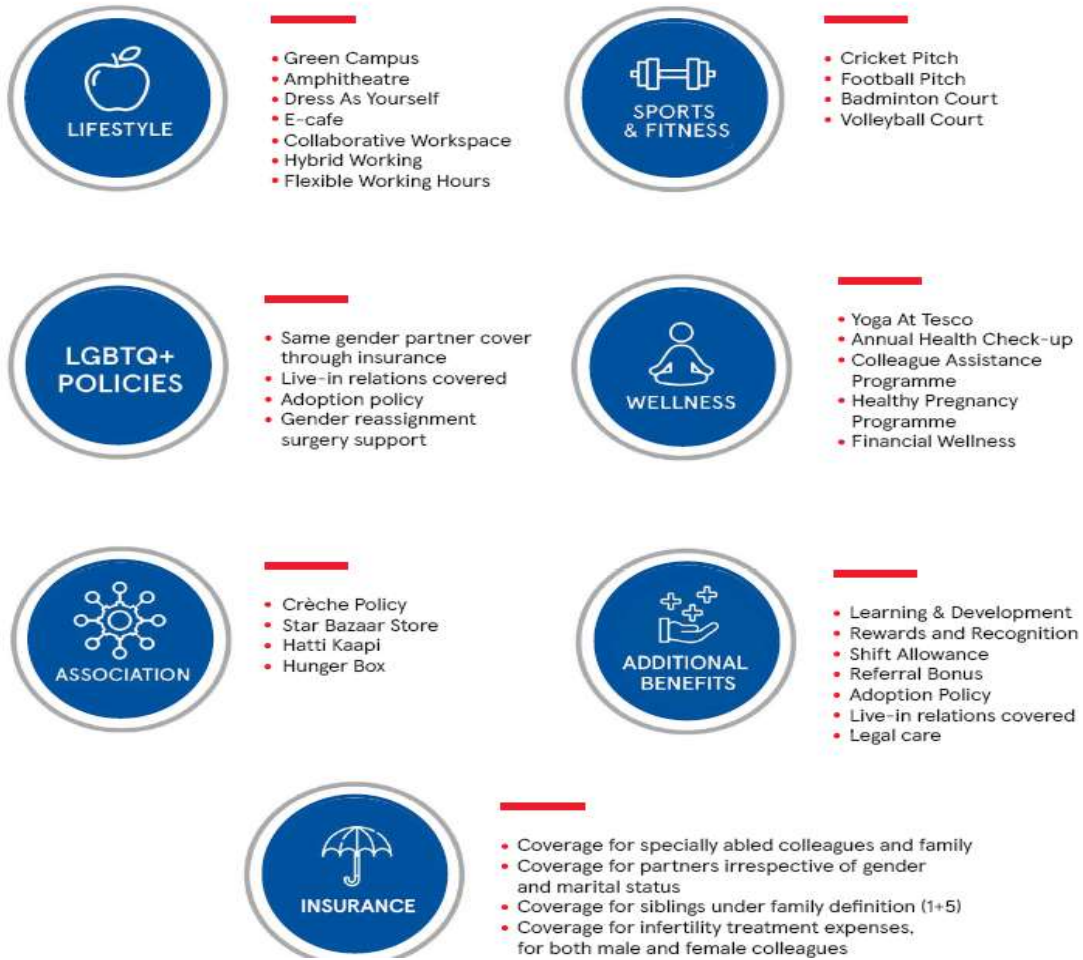 LIFESTYLE
• Green Campus
• Amphitheatre
• Dress As Yourself
• E-cafe
• Collaborative Workspace
• Hybrid Working
• Flexible Working Hours
SPORTS
& FITNESS
• Cricket Pitch
• Football Pitch
• Badminton Court
• Volleyball Court
LGBTQ+
POLICIES
• Same gender partner cover
through insurance
• Live-in relations covered
• Adoption policy
• Gender reassignment
surgery support
WELLNESS
• Yoga At Tesco
• Annual Health Check-up
• Colleague Assistance
Programme
• Healthy Pregnancy
Programme
• Financial Wellness
ASSOCIATION
• Crèche Policy
• Star Bazaar Store
• Hatti Kaapi
• Hunger Box
ADDITIONAL
BENEFITS
• Learning & Development
• Rewards and Recognition
• Shift Allowance
• Referral Bonus
• Adoption Policy
• Live-in relations covered
• Legal care
INSURANCE
• Coverage for specially abled colleagues and family
• Coverage for partners irrespective of gender
and marital status
• Coverage for siblings under family definition (1+5)
• Coverage for infertility treatment expenses,
for both male and female colleagues